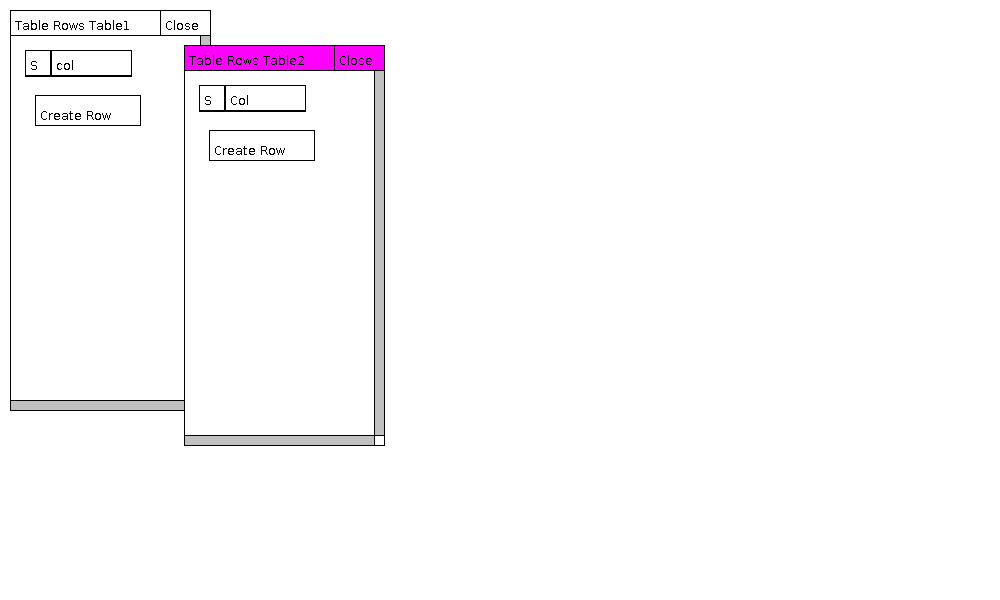 Table Rows Table1 Close
S col
Create Row
Table Rows Table2 Close
S Col
Create Row